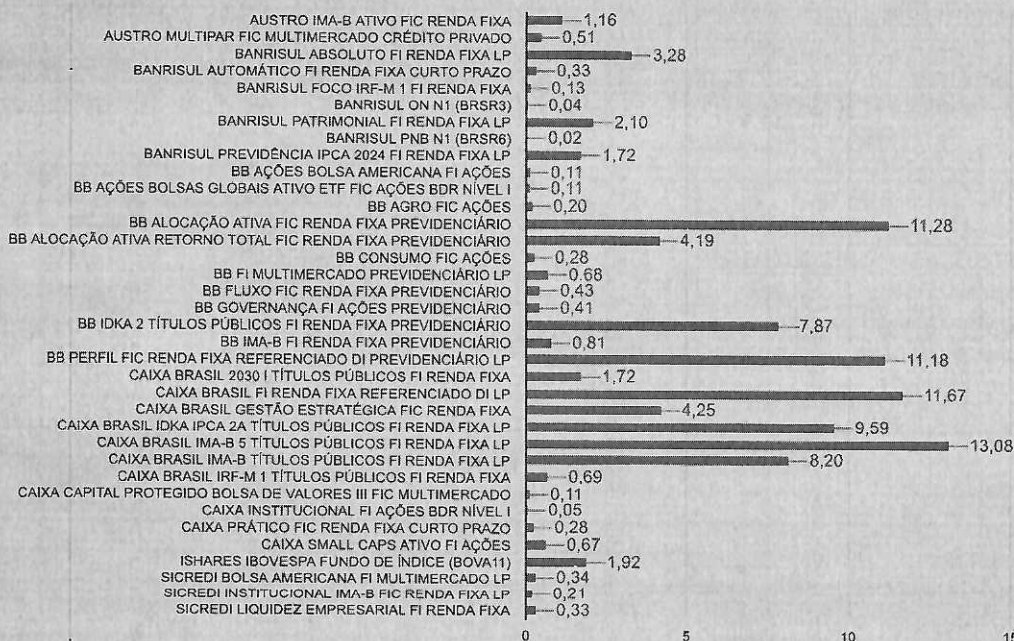 AUSTRO IMA-B ATIVO FIC RENDA FIXA 1,16
AUSTRO MULTIPAR FIC MULTIMERCADO CRÉDITO PRIVADO 0,51
BANRISUL ABSOLUTO FI RENDA FIXA LP 3,28
BANRISUL AUTOMÁTICO FI RENDA FIXA CURTO PRAZO 0,33
BANRISUL FOCO IRF-M 1 FI RENDA FIXA 0,13
BANRISUL ON N1 (BRSR3) 0,04
BANRISUL PATRIMONIAL FI RENDA FIXA LP 2,10
BANRISUL PNB N1 (BRSR6) 0,02
BANRISUL PREVIDÊNCIA IPCA 2024 FI RENDA FIXA LP 1,72
BB AÇÕES BOLSA AMERICANA FI AÇÕES 0,11
BB AÇÕES BOLSAS GLOBAIS ATIVO ETF FIC AÇÕES BDR NÍVEL I 0,11
BB AGRO FIC AÇÕES 0,20
BB ALOCAÇÃO ATIVA FIC RENDA FIXA PREVIDENCIÁRIO 11,28
BB ALOCAÇÃO ATIVA RETORNO TOTAL FIC RENDA FIXA PREVIDENCIÁRIO 4,19
BB CONSUMO FIC AÇÕES 0,28
BB FI MULTIMERCADO PREVIDENCIÁRIO LP 0,68
BB FLUXO FIC RENDA FIXA PREVIDENCIÁRIO 0,43
BB GOVERNANÇA FI AÇÕES PREVIDENCIÁRIO 0,41
BB IDKA 2 TÍTULOS PÚBLICOS FI RENDA FIXA PREVIDENCIÁRIO 7,87
BB IMA-B FI RENDA FIXA PREVIDENCIÁRIO 0,81
BB PERFIL FIC RENDA FIXA REFERENCIADO DI PREVIDENCIÁRIO LP 11,18
CAIXA BRASIL 2030 I TÍTULOS PÚBLICOS FI RENDA FIXA 1,72
CAIXA BRASIL FI RENDA FIXA REFERENCIADO DI LP 11,67
CAIXA BRASIL GESTÃO ESTRATÉGICA FIC RENDA FIXA 4,25
CAIXA BRASIL IDKA IPCA 2A TÍTULOS PÚBLICOS FI RENDA FIXA LP 9,59
CAIXA BRASIL IMA-B 5 TÍTULOS PÚBLICOS FI RENDA FIXA LP 13,08
CAIXA BRASIL IMA-B TÍTULOS PÚBLICOS FI RENDA FIXA LP 8,20
CAIXA BRASIL IRF-M 1 TÍTULOS PÚBLICOS FI RENDA FIXA 0,69
CAIXA CAPITAL PROTEGIDO BOLSA DE VALORES III FIC MULTIMERCADO 0,11
CAIXA INSTITUCIONAL FI AÇÕES BDR NÍVEL I 0,05
CAIXA PRÁTICO FIC RENDA FIXA CURTO PRAZO 0,28
CAIXA SMALL CAPS ATIVO FI AÇÕES 0,67
ISHARES IBOVESPA FUNDO DE ÍNDICE (BOVA11) 1,92
SICREDI BOLSA AMERICANA FI MULTIMERCADO LP 0,34
SICREDI INSTITUCIONAL IMA-B FIC RENDA FIXA LP 0,21
SICREDI LIQUIDEZ EMPRESARIAL FI RENDA FIXA 0,33
0 5 10 15